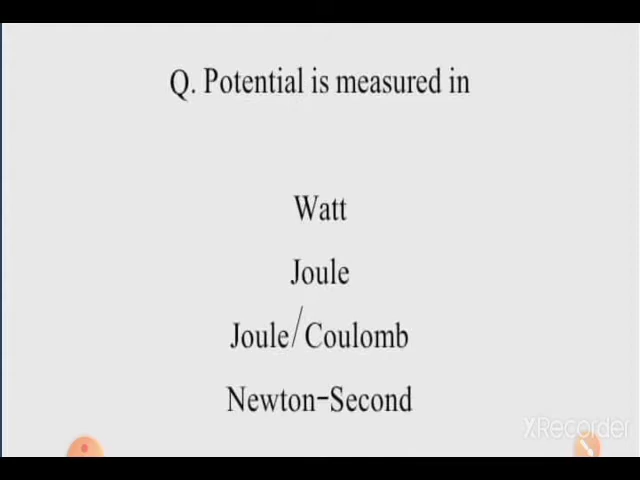 Q. Potential is measured in
Watt
Joule
Joule/Coulomb
Newton-Second
XRecorder